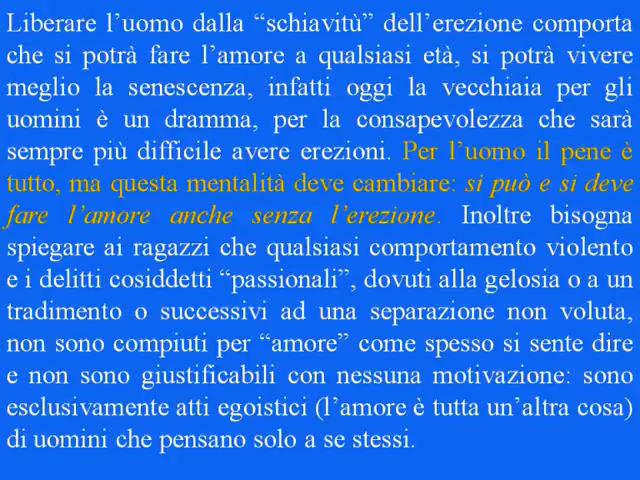 Liberare l’uomo dalla “schiavitù” dell’erezione comporta
che si potrà fare l’amore a qualsiasi età, si potrà vivere
meglio la senescenza, infatti oggi la vecchiaia per gli
uomini è un dramma, per la consapevolezza che sarà
sempre più difficile avere erezioni. Per l’uomo il pene è
tutto, ma questa mentalità deve cambiare: si può e si deve
fare l’amore anche senza l’erezione. Inoltre bisogna
spiegare ai ragazzi che qualsiasi comportamento violento
e i delitti cosiddetti “passionali”, dovuti alla gelosia o a un
tradimento o successivi ad una separazione non voluta,
non sono compiuti per “amore” come spesso si sente dire
e non sono giustificabili con nessuna motivazione: sono
esclusivamente atti egoistici (l’amore è tutta un’altra cosa)
di uomini che pensano solo a se stessi.